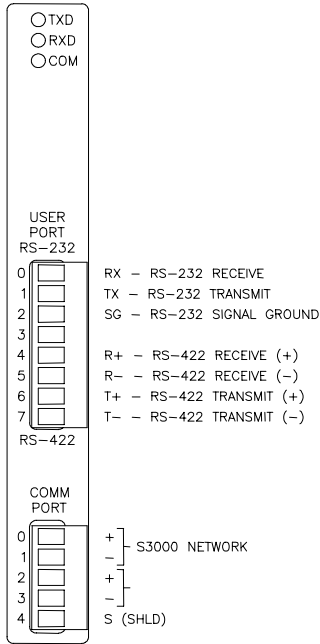 TXD
RXD
COM
USER
PORT
RS-232
0 RX - RS-232 RECEIVE
1 TX - RS-232 TRANSMIT
2 SG - RS-232 SIGNAL GROUND
3
4 R+ - RS-422 RECEIVE (+)
5 R- - RS-422 RECEIVE (-)
6 T+ - RS-422 TRANSMIT (+)
7 T- - RS-422 TRANSMIT (-)
RS-422
COMM
PORT
0 +
S3000 NETWORK
1 -
2 +
3 -
4 S (SHLD)